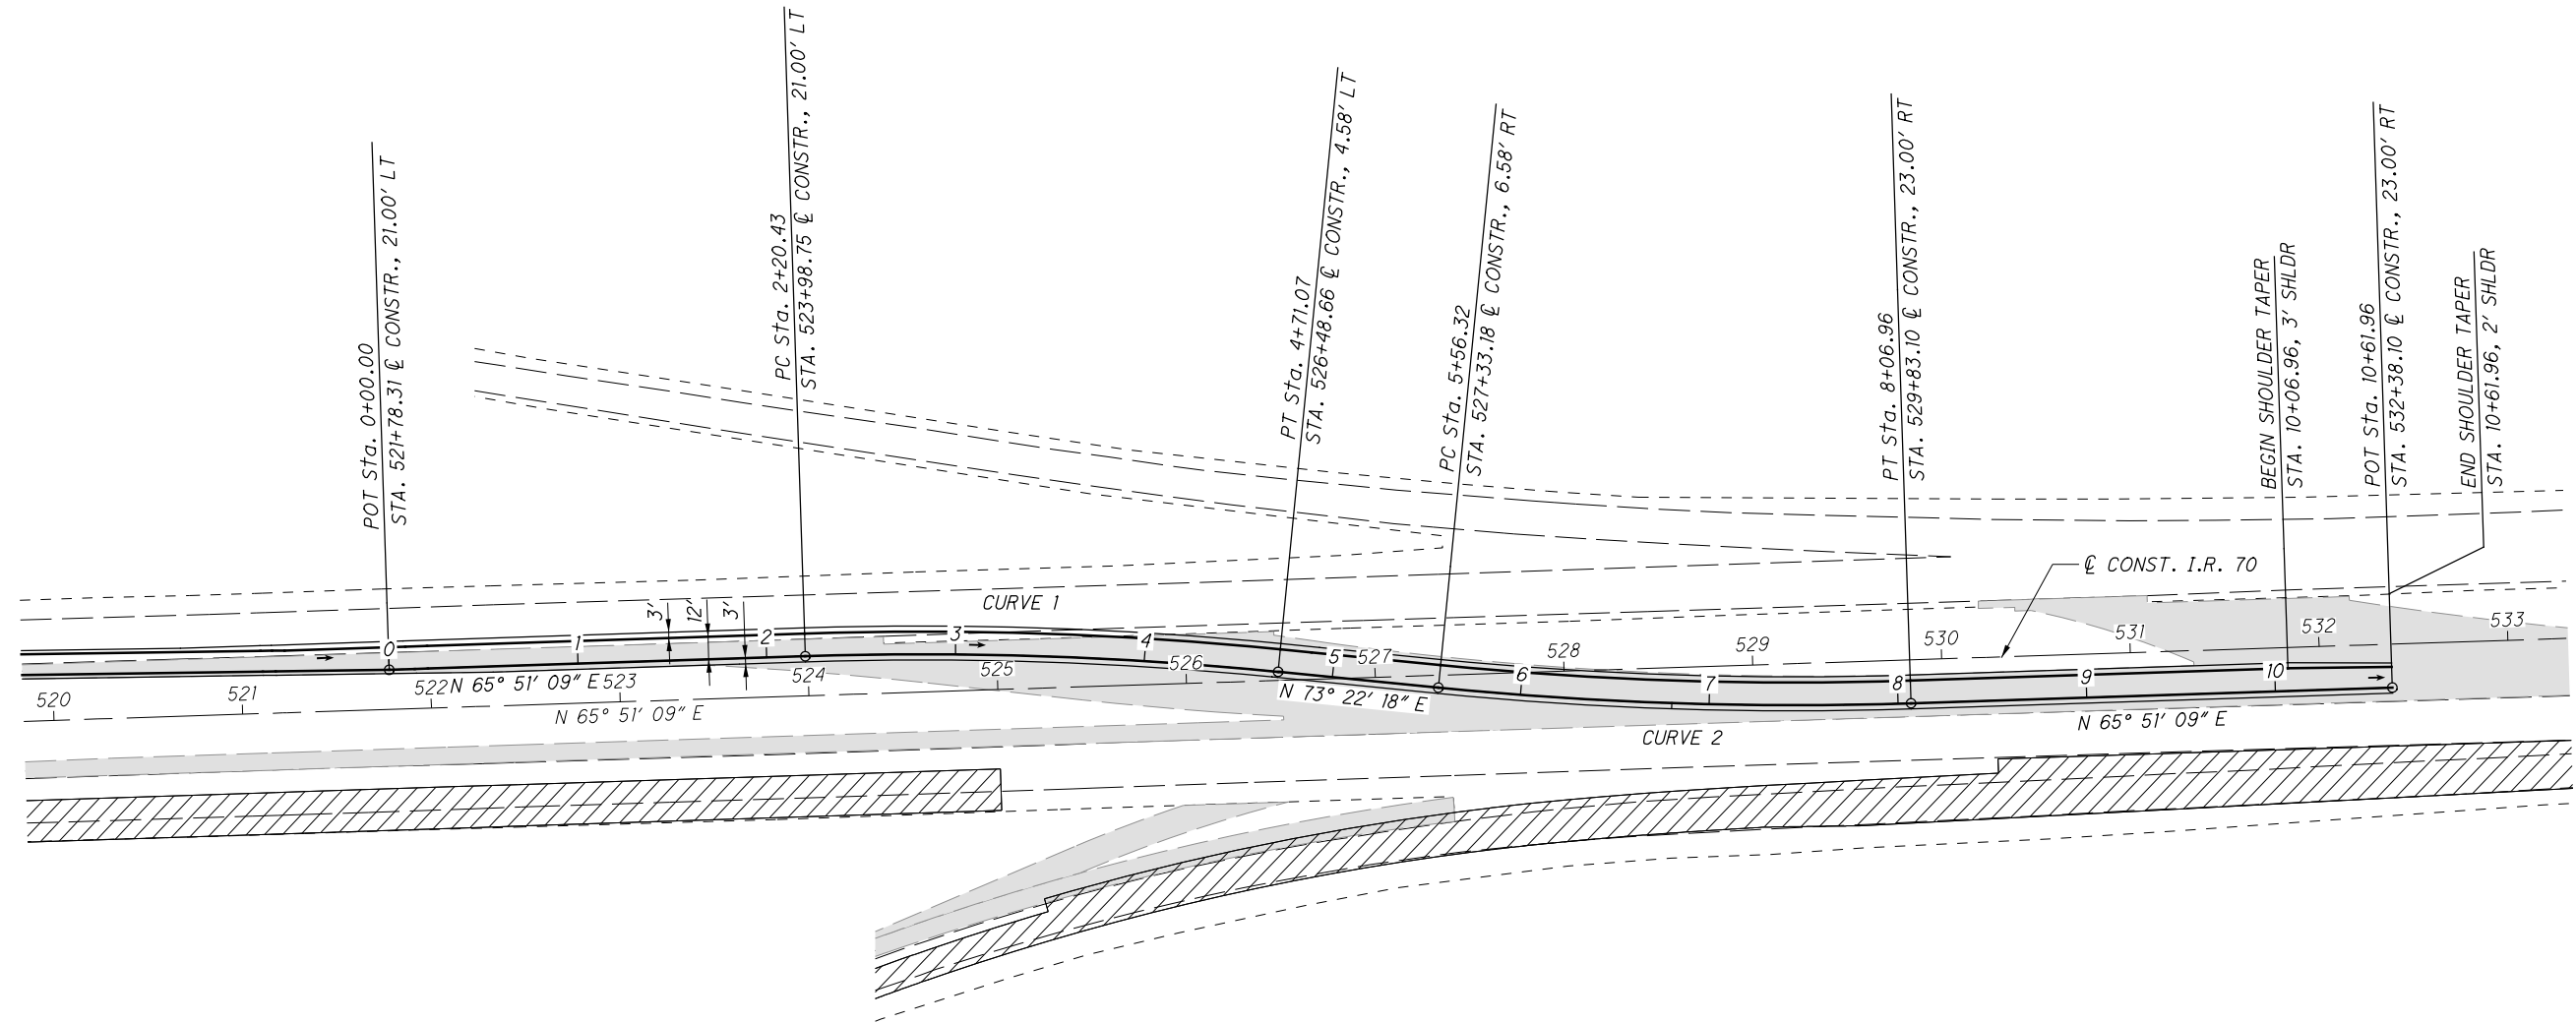 POT Sta. 0+00.00
STA. 521+78.31 ℄ CONSTR., 21.00' LT
PC Sta. 2+20.43
STA. 523+98.75 ℄ CONSTR., 21.00' LT
PT Sta. 4+71.07
STA. 526+48.66 ℄ CONSTR., 4.58' LT
PC Sta. 5+56.32
STA. 527+33.18 ℄ CONSTR., 6.58' RT
PT Sta. 8+06.96
STA. 529+83.10 ℄ CONSTR., 23.00' RT
BEGIN SHOULDER TAPER
STA. 10+06.96, 3' SHLDR
POT Sta. 10+61.96
STA. 532+38.10 ℄ CONSTR., 23.00' RT
END SHOULDER TAPER
STA. 10+61.96, 2' SHLDR
℄ CONST. I.R. 70
CURVE 1
3'
12'
3'
0
1
2
3
4
5
6
7
8
9
10
520
521
522
523
524
525
526
527
528
529
530
531
532
533
N 65° 51' 09" E
N 65° 51' 09" E
N 73° 22' 18" E
N 65° 51' 09" E
CURVE 2